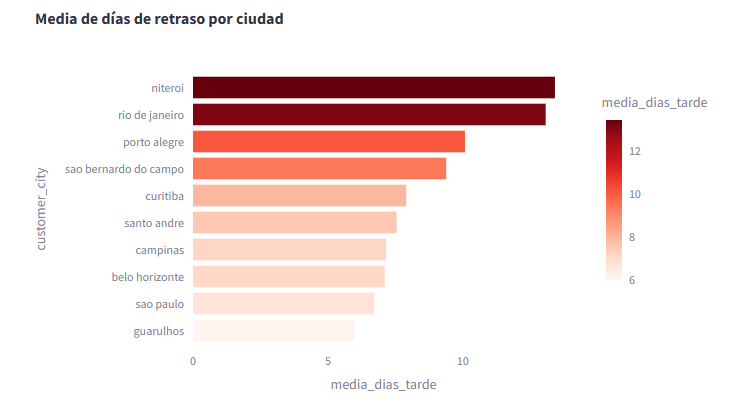 Media de días de retraso por ciudad
niteroi
rio de janeiro
porto alegre
sao bernardo do campo
curitiba
santo andre
campinas
belo horizonte
sao paulo
guarulhos
customer_city
0
5
10
media_dias_tarde
media_dias_tarde
12
10
8
6